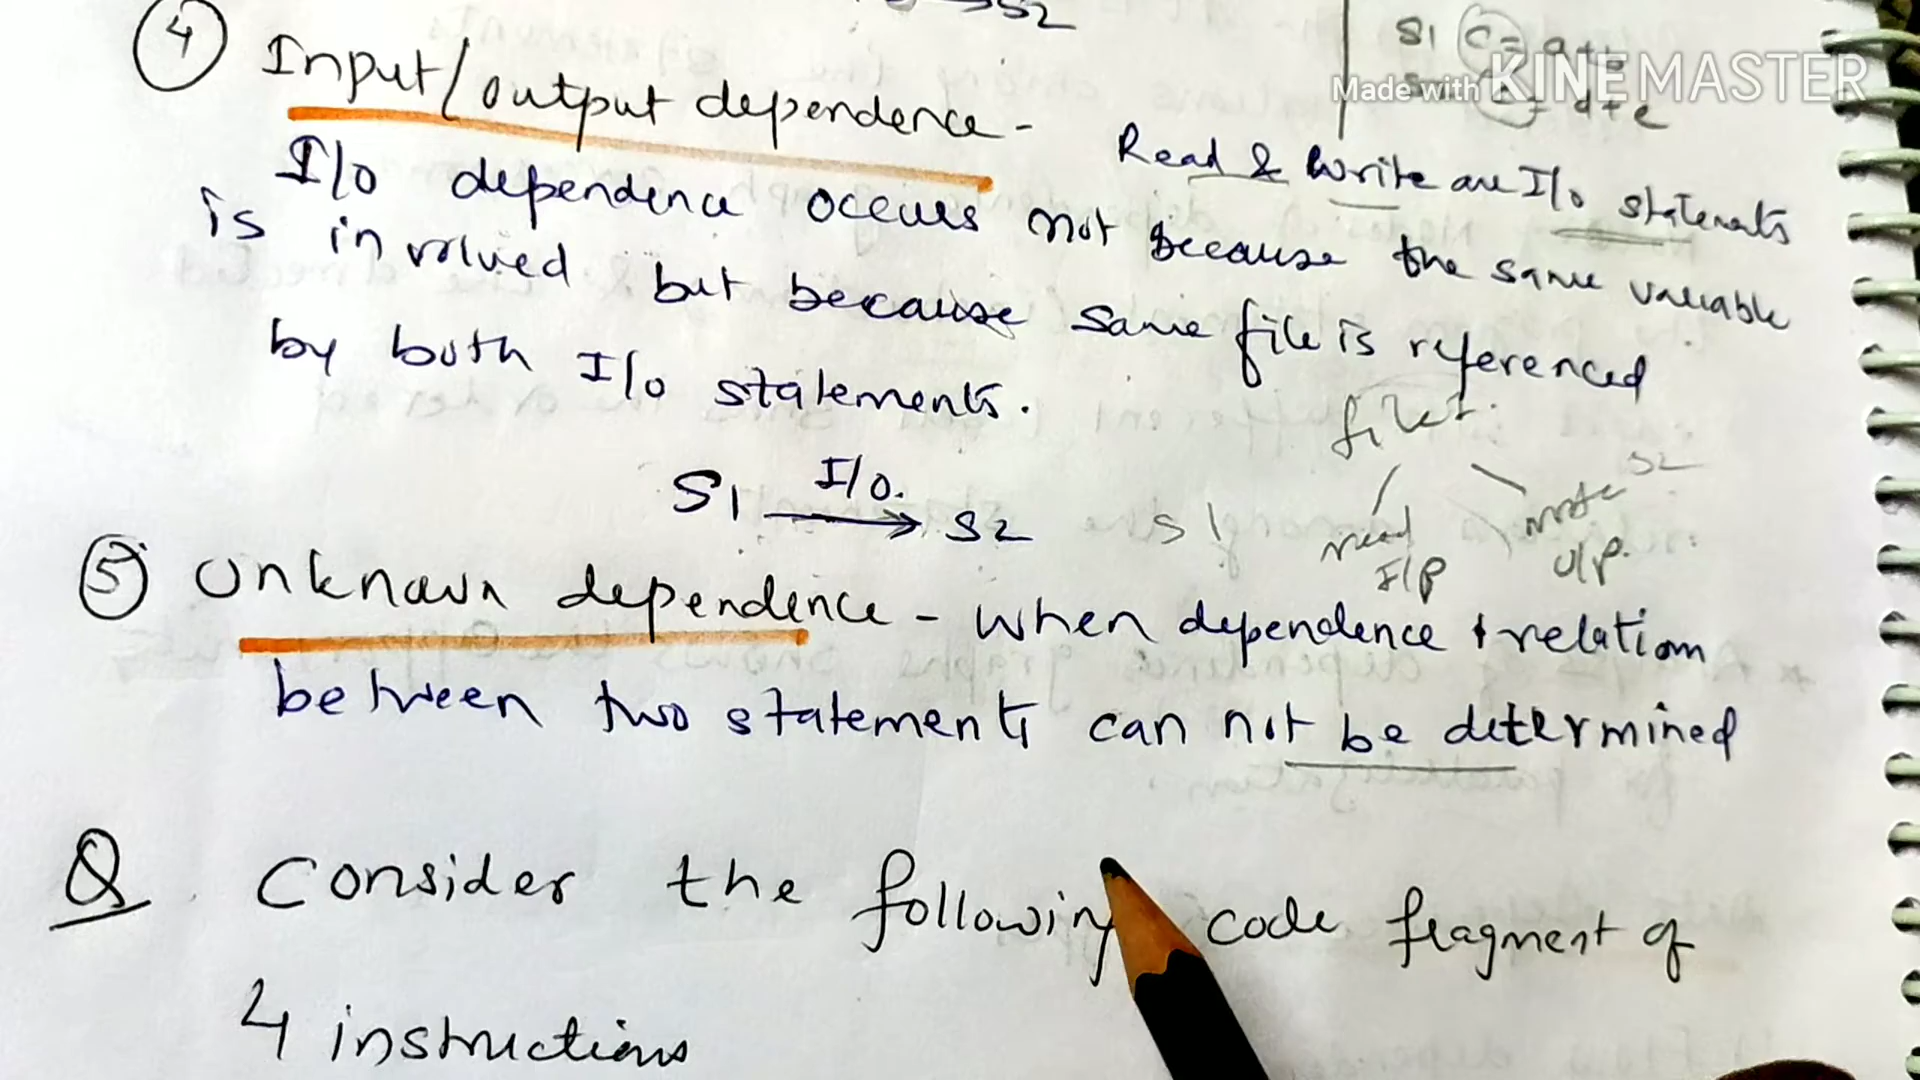 S2
S1 C = a+b
C = d+e
Made with KINEMASTER
④ Input/output dependence -
Read & Write are I/o statements
I/o dependence occurs not because the same variable
is involved but because same file is referenced
by both I/o statements.
file
S1 I/O. S2
S1 read I/P
write O/P. S2
⑤ Unknown dependence - when dependence relation
between two statements can not be determined
Q. Consider the following code fragment of
4 instructions